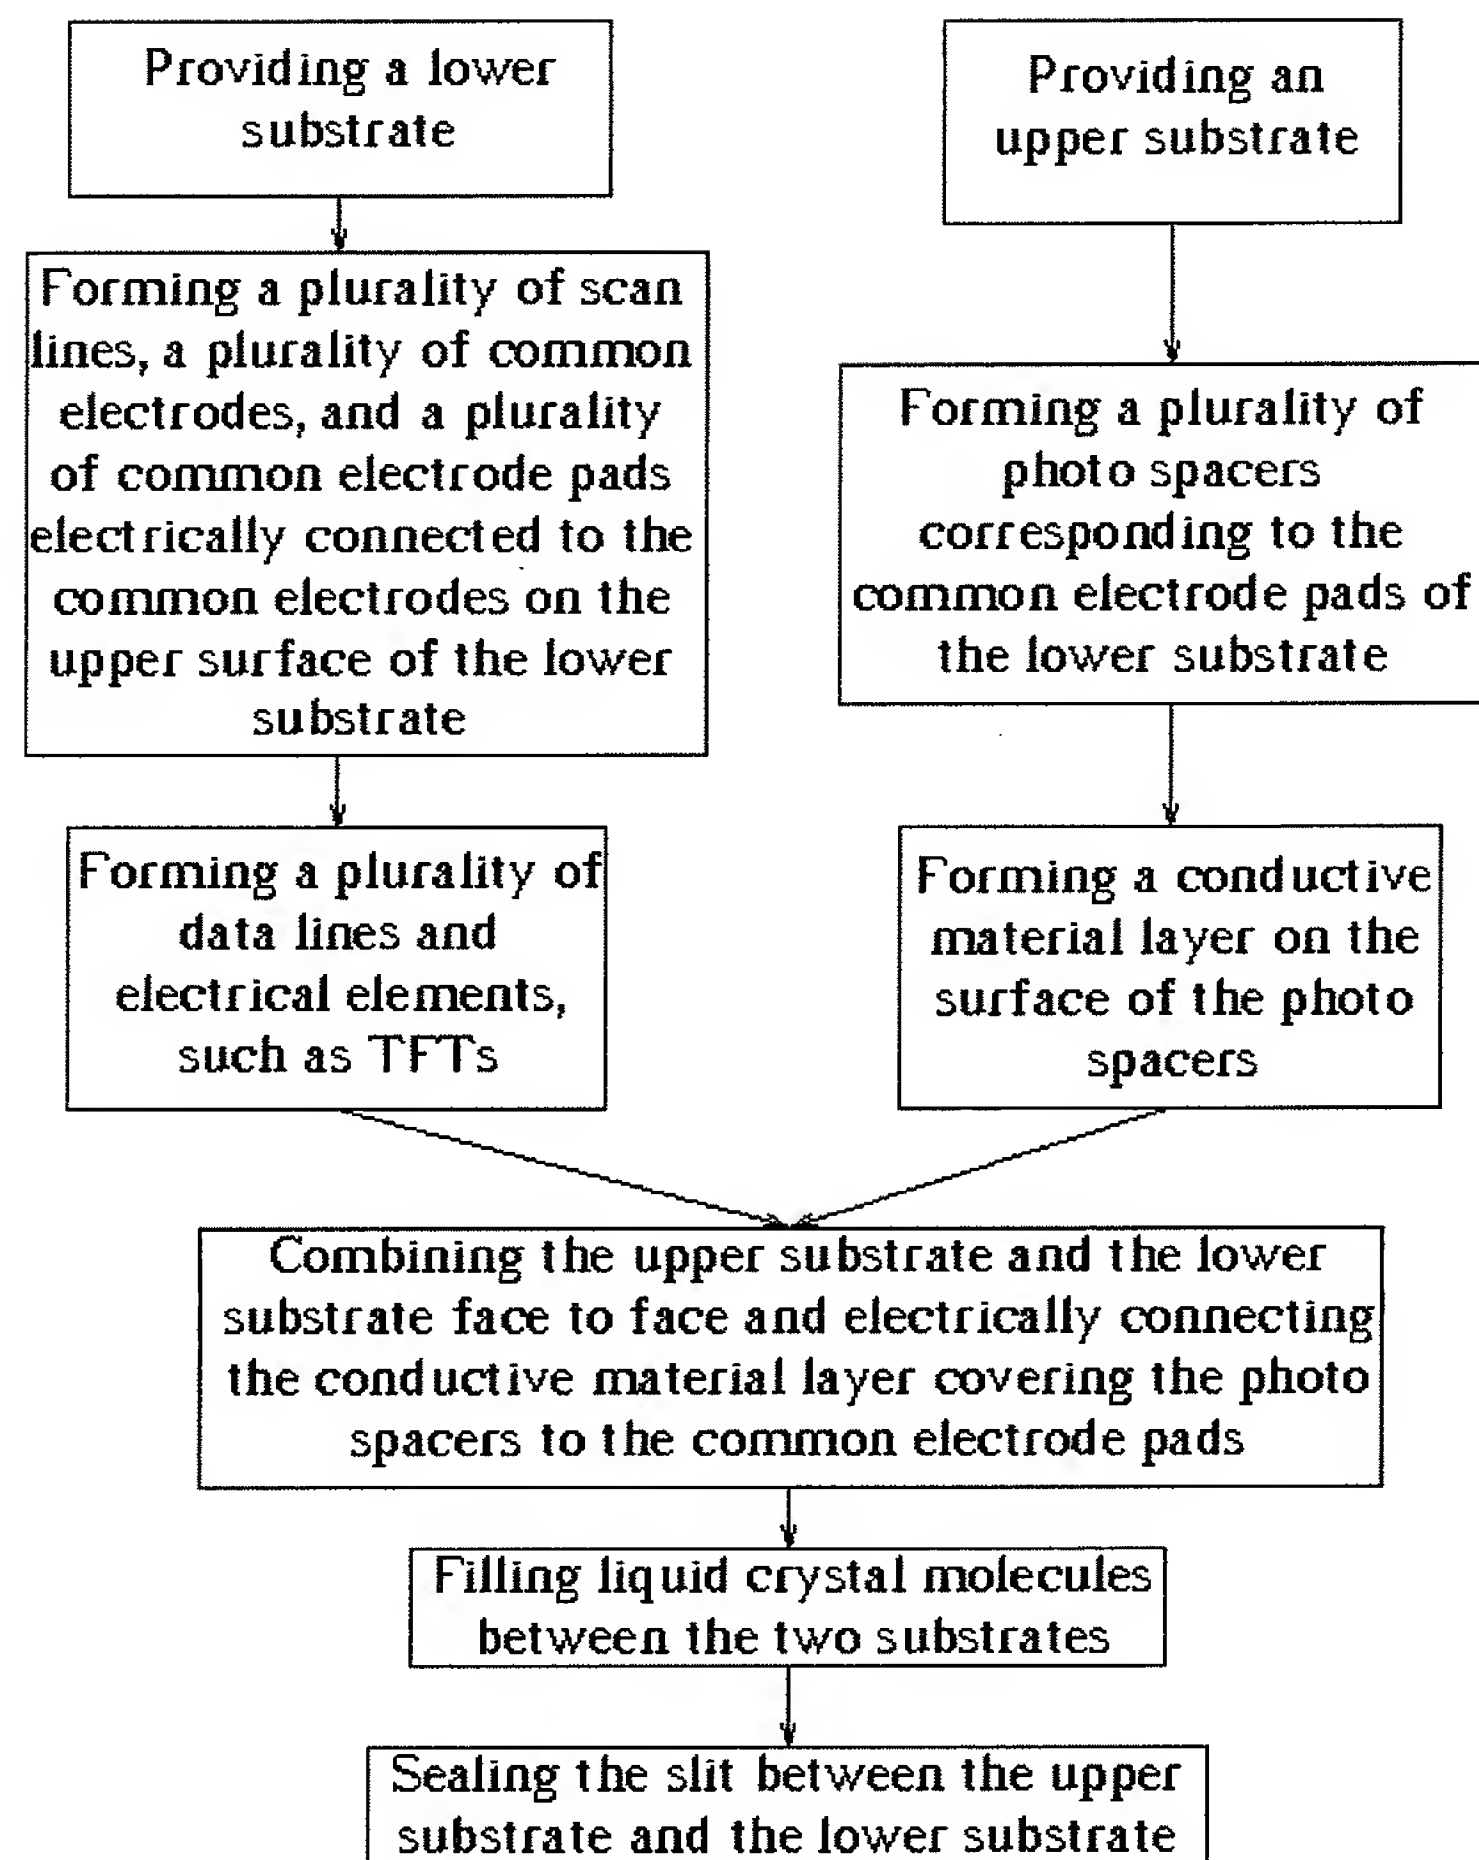 Providing a lower
substrate
Forming a plurality of scan
lines, a plurality of common
electrodes, and a plurality
of common electrode pads
electrically connected to the
common electrodes on the
upper surface of the lower
substrate
Forming a plurality of
data lines and
electrical elements,
such as TFTs
Providing an
upper substrate
Forming a plurality of
photo spacers
corresponding to the
common electrode pads of
the lower substrate
Forming a conductive
material layer on the
surface of the photo
spacers
Combining the upper substrate and the lower
substrate face to face and electrically connecting
the conductive material layer covering the photo
spacers to the common electrode pads
Filling liquid crystal molecules
between the two substrates
Sealing the slit between the upper
substrate and the lower substrate